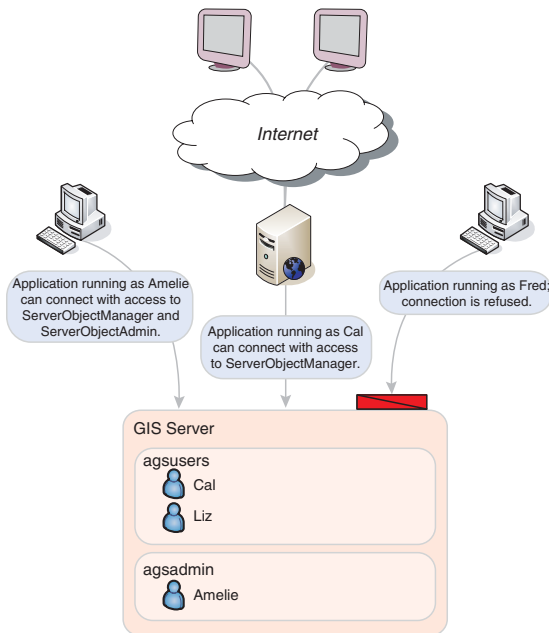 Internet
Application running as Amelie
can connect with access to
ServerObjectManager and
ServerObjectAdmin.
Application running as Cal
can connect with access
to ServerObjectManager.
Application running as Fred;
connection is refused.
GIS Server
agsusers
Cal
Liz
agsadmin
Amelie